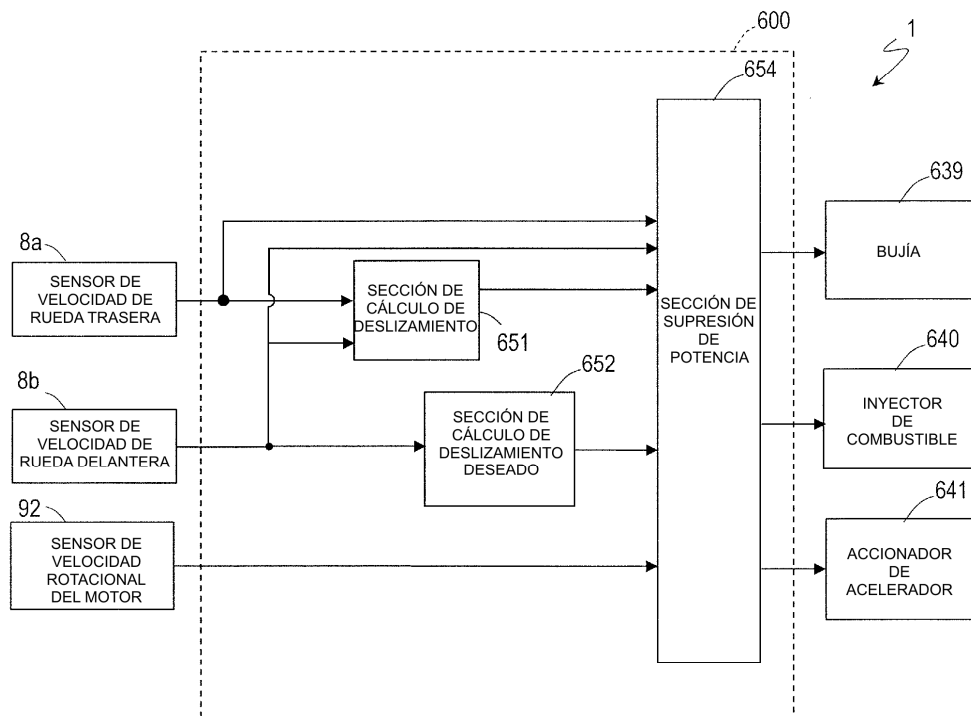 600
1
654
639
BUJÍA
8a
SENSOR DE
VELOCIDAD DE
RUEDA TRASERA
SECCIÓN DE
CÁLCULO DE
DESLIZAMIENTO
651
SECCIÓN DE
SUPRESIÓN
DE
POTENCIA
640
INYECTOR
DE
COMBUSTIBLE
8b
SENSOR DE
VELOCIDAD DE
RUEDA DELANTERA
652
SECCIÓN DE
CÁLCULO DE
DESLIZAMIENTO
DESEADO
92
SENSOR DE
VELOCIDAD
ROTACIONAL
DEL MOTOR
641
ACCIONADOR
DE
ACELERADOR